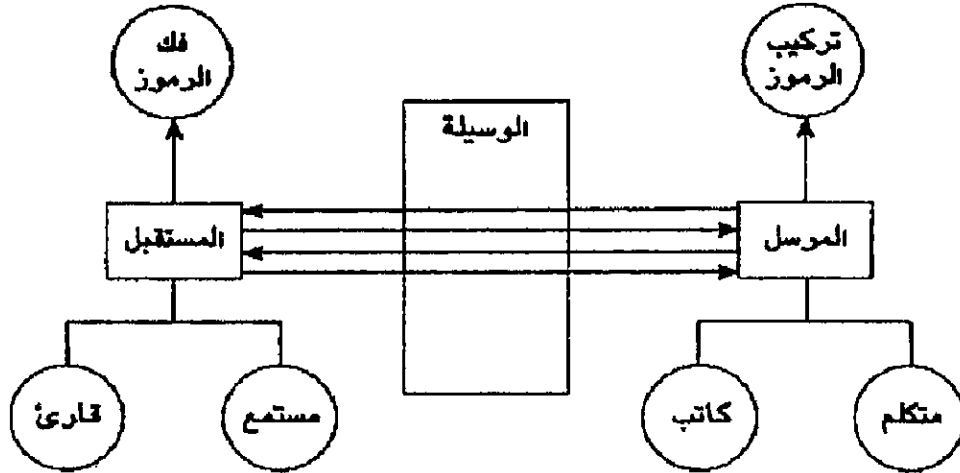 تركيب
الرموز
فك
الرموز
الوسيلة
المرسل
المستقبل
متكلم
كاتب
مستمع
قارئ